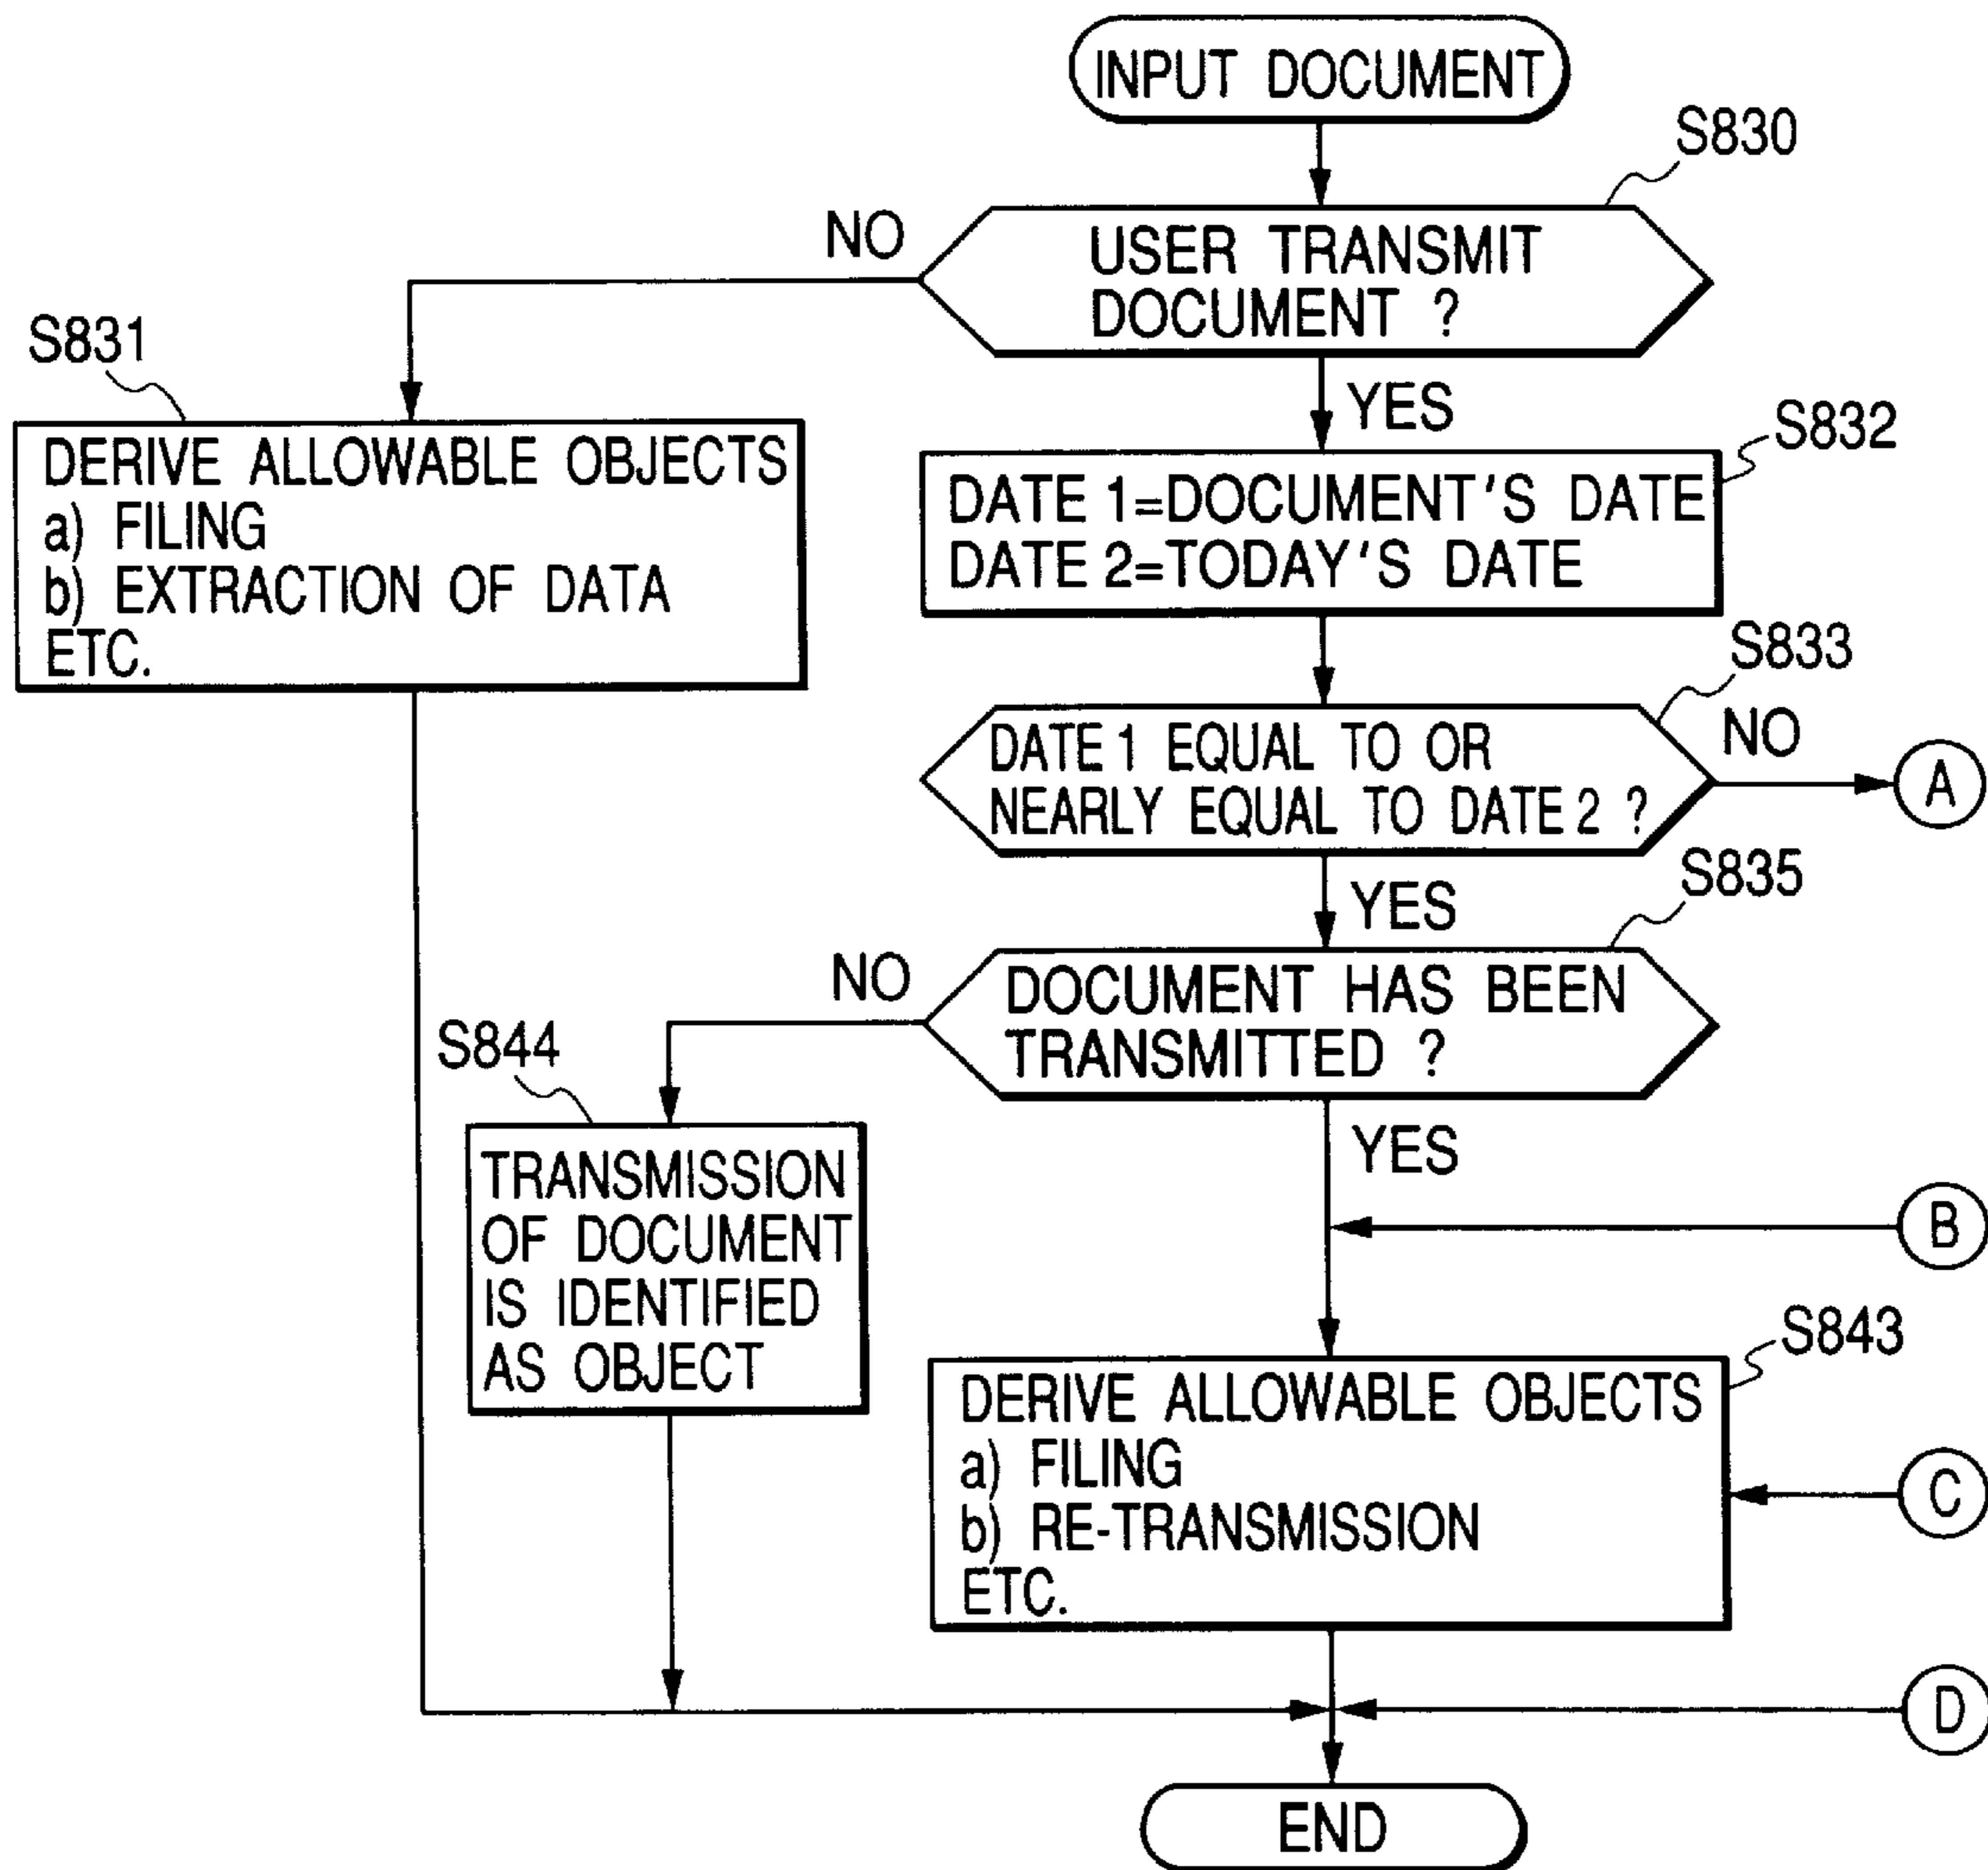 INPUT DOCUMENT
S830
USER TRANSMIT
DOCUMENT ?
NO
YES
S831
DERIVE ALLOWABLE OBJECTS
a) FILING
b) EXTRACTION OF DATA
ETC.
S832
DATE 1=DOCUMENT'S DATE
DATE 2=TODAY'S DATE
S833
DATE 1 EQUAL TO OR
NEARLY EQUAL TO DATE 2 ?
NO
A
YES
S835
DOCUMENT HAS BEEN
TRANSMITTED ?
NO
YES
S844
TRANSMISSION
OF DOCUMENT
IS IDENTIFIED
AS OBJECT
B
S843
DERIVE ALLOWABLE OBJECTS
a) FILING
b) RE-TRANSMISSION
ETC.
C
D
END